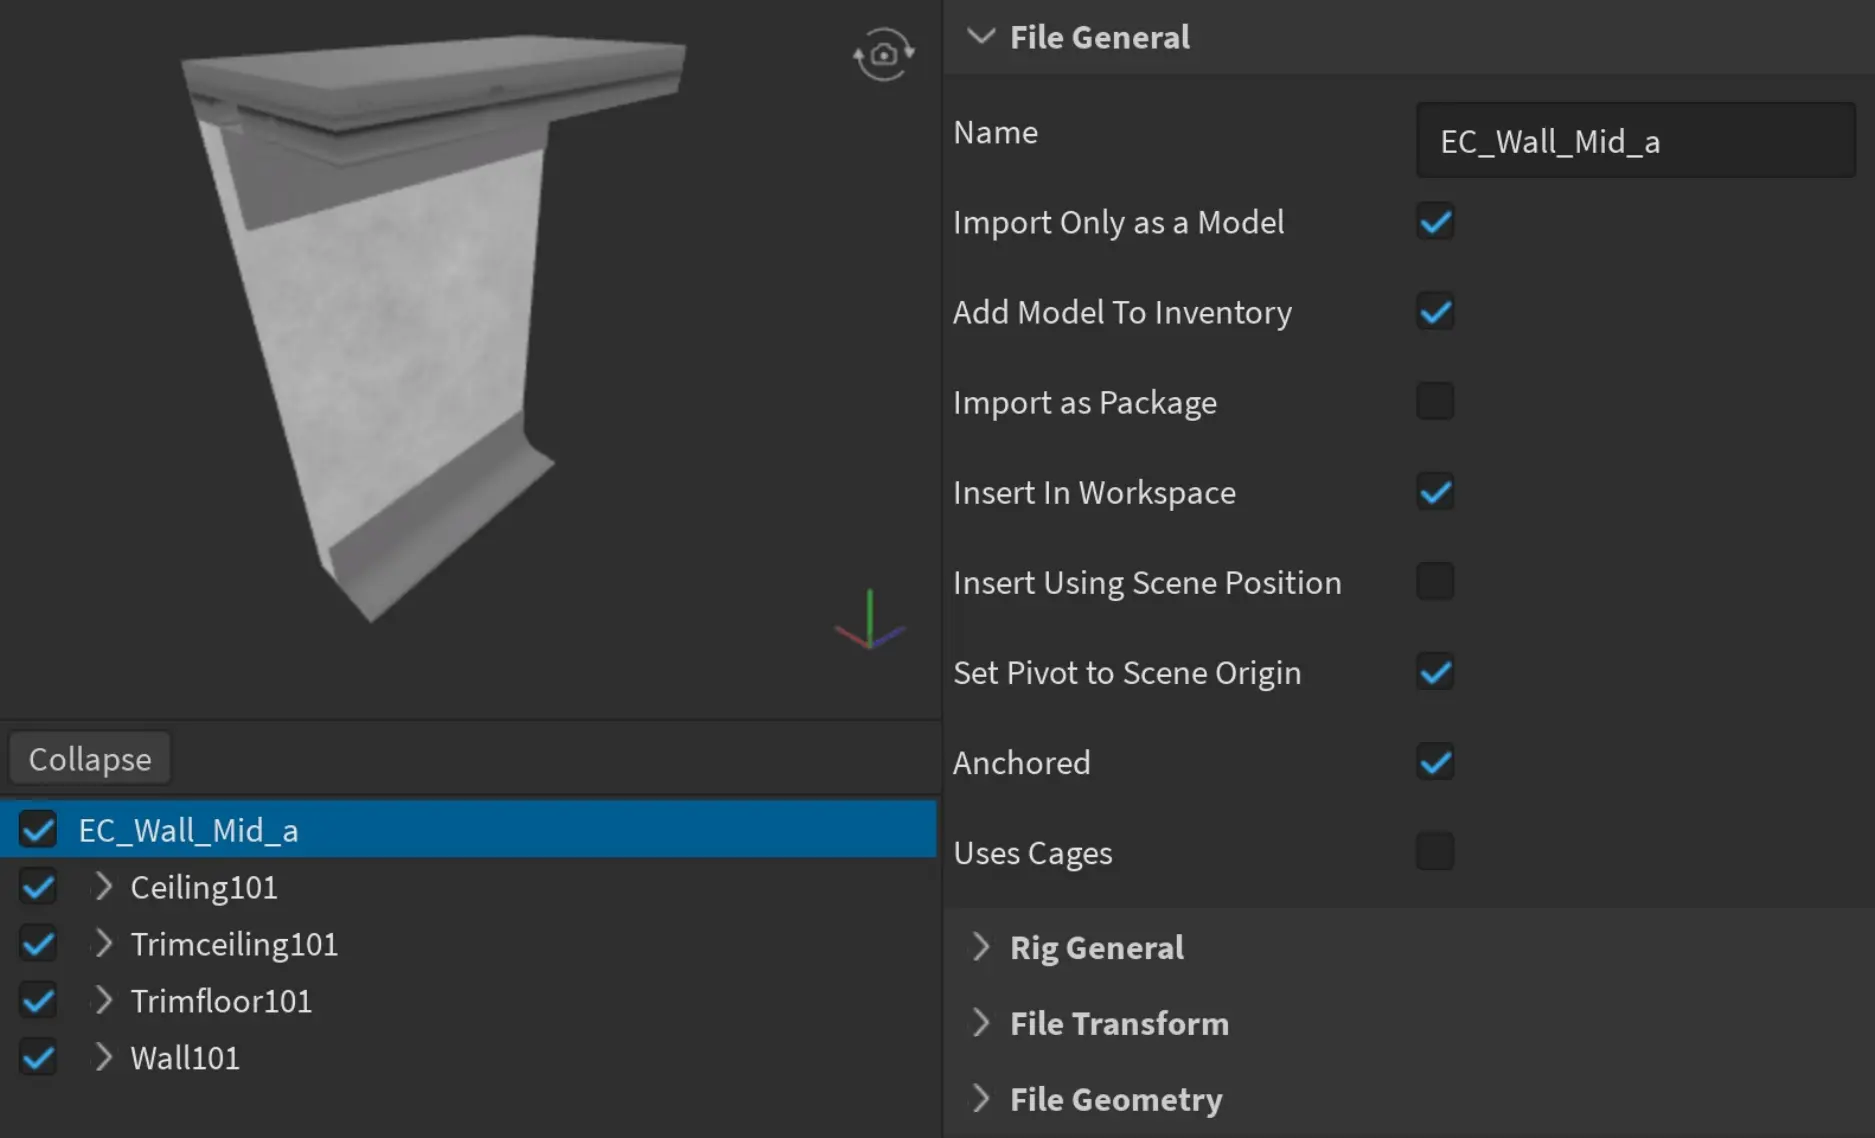 File General
Name
EC_Wall_Mid_a
Import Only as a Model
Add Model To Inventory
Import as Package
Insert In Workspace
Insert Using Scene Position
Set Pivot to Scene Origin
Anchored
Uses Cages
Rig General
File Transform
File Geometry
Collapse
EC_Wall_Mid_a
Ceiling101
Trimceiling101
Trimfloor101
Wall101